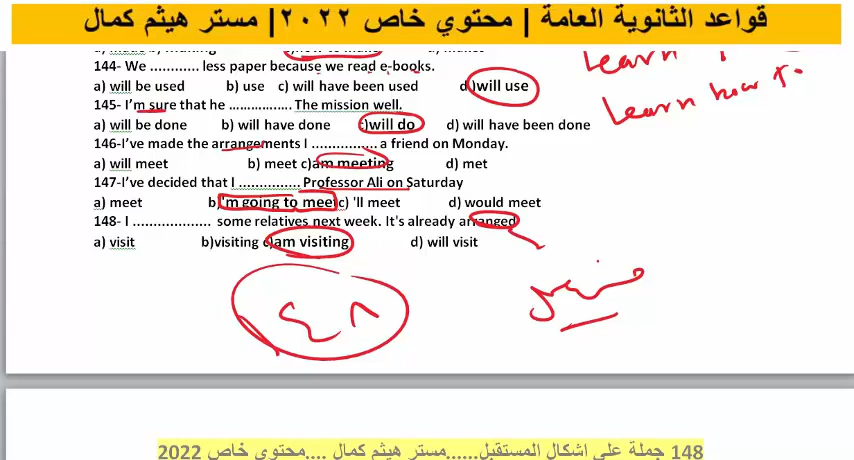 قواعد الثانوية العامة | محتوي خاص ٢٠٢٢ | مستر هيثم كمال
144- We ............ less paper because we read e-books.
a) will be used b) use c) will have been used d)will use
145- I'm sure that he ................ The mission well.
a) will be done b) will have done c)will do d) will have been done
146-I've made the arrangements I ................ a friend on Monday.
a) will meet b) meet c)am meeting d) met
147-I've decided that I ............... Professor Ali on Saturday
a) meet b)'m going to meet c) 'll meet d) would meet
148- I ................... some relatives next week. It's already arranged
a) visit b)visiting c)am visiting d) will visit
learn
learn how to
٤٨
148 جملة على اشكال المستقبل......مستر هيثم كمال .... محتوى خاص 2022